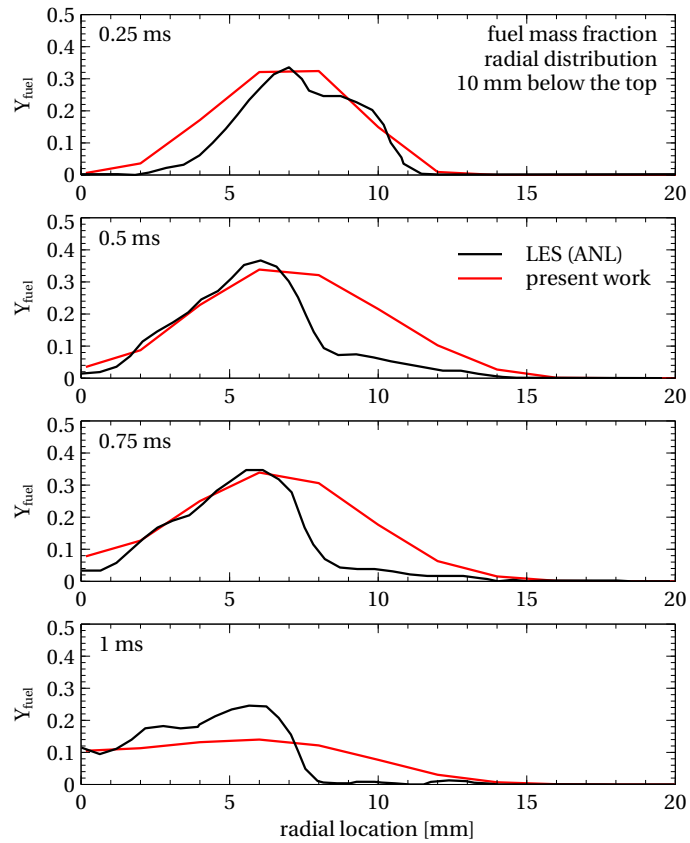 0.25 ms
fuel mass fraction
radial distribution
10 mm below the top
Y_fuel
0.5
0.4
0.3
0.2
0.1
0
0 5 10 15 20
0.5 ms
LES (ANL)
present work
Y_fuel
0.5
0.4
0.3
0.2
0.1
0
0 5 10 15 20
0.75 ms
Y_fuel
0.5
0.4
0.3
0.2
0.1
0
0 5 10 15 20
1 ms
Y_fuel
0.5
0.4
0.3
0.2
0.1
0
0 5 10 15 20
radial location [mm]